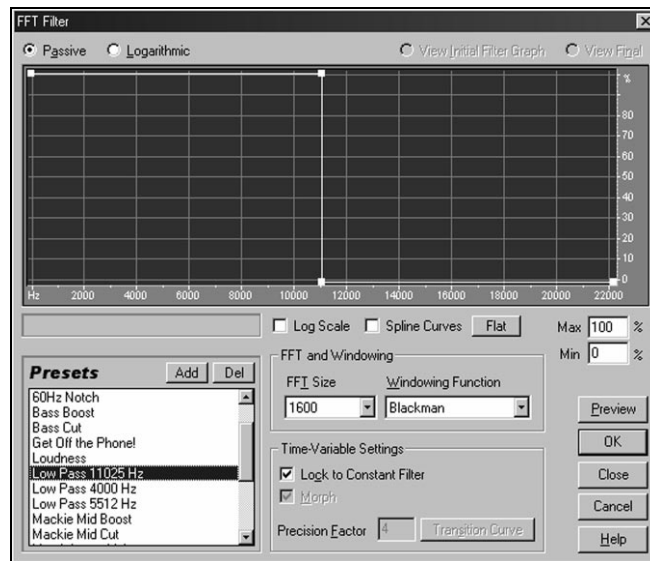 FFT Filter
Passive Logarithmic View Initial Filter Graph View Final
%
80
70
60
50
40
30
20
10
0
Hz 2000 4000 6000 8000 10000 12000 14000 16000 18000 20000 22000
Log Scale Spline Curves Flat
Max 100 %
Min 0 %
Presets Add Del
60Hz Notch
Bass Boost
Bass Cut
Get Off the Phone!
Loudness
Low Pass 11025 Hz
Low Pass 4000 Hz
Low Pass 5512 Hz
Mackie Mid Boost
Mackie Mid Cut
FFT and Windowing
FFT Size Windowing Function
1600 Blackman
Time-Variable Settings
Lock to Constant Filter
Morph
Precision Factor 4 Transition Curve
Preview
OK
Close
Cancel
Help